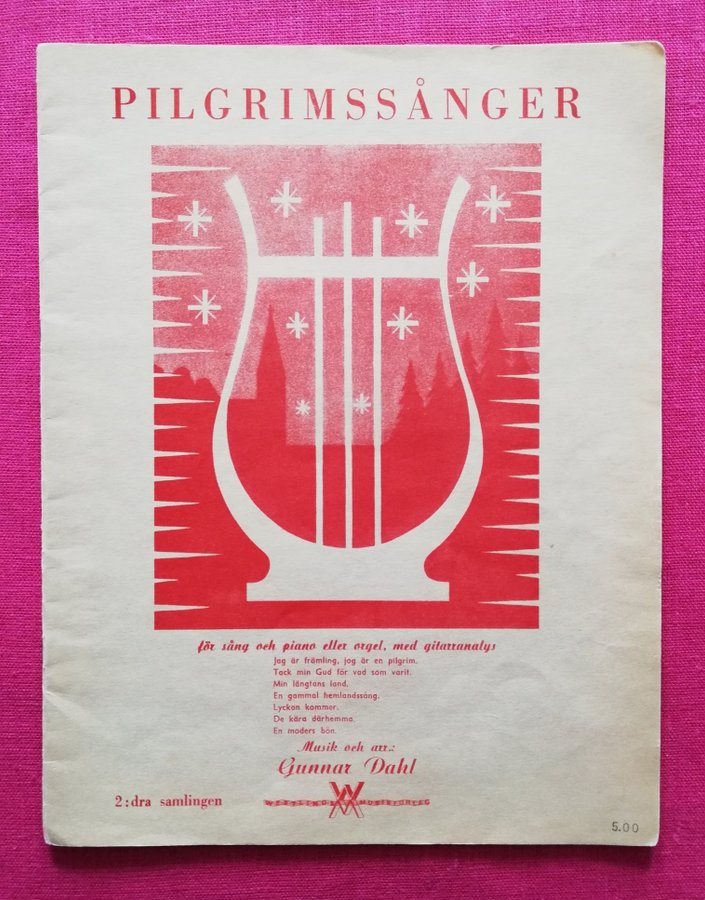 PILGRIMSSÅNGER
för sång och piano eller orgel, med gitarranalys
Jag är främling, jag är en pilgrim.
Tack min Gud för vad som varit.
Min längtans land.
En gammal hemlandssång.
Lyckan kommer.
De kära därhemma.
En moders bön.
Musik och arr.:
Gunnar Dahl
2:dra samlingen
5.00